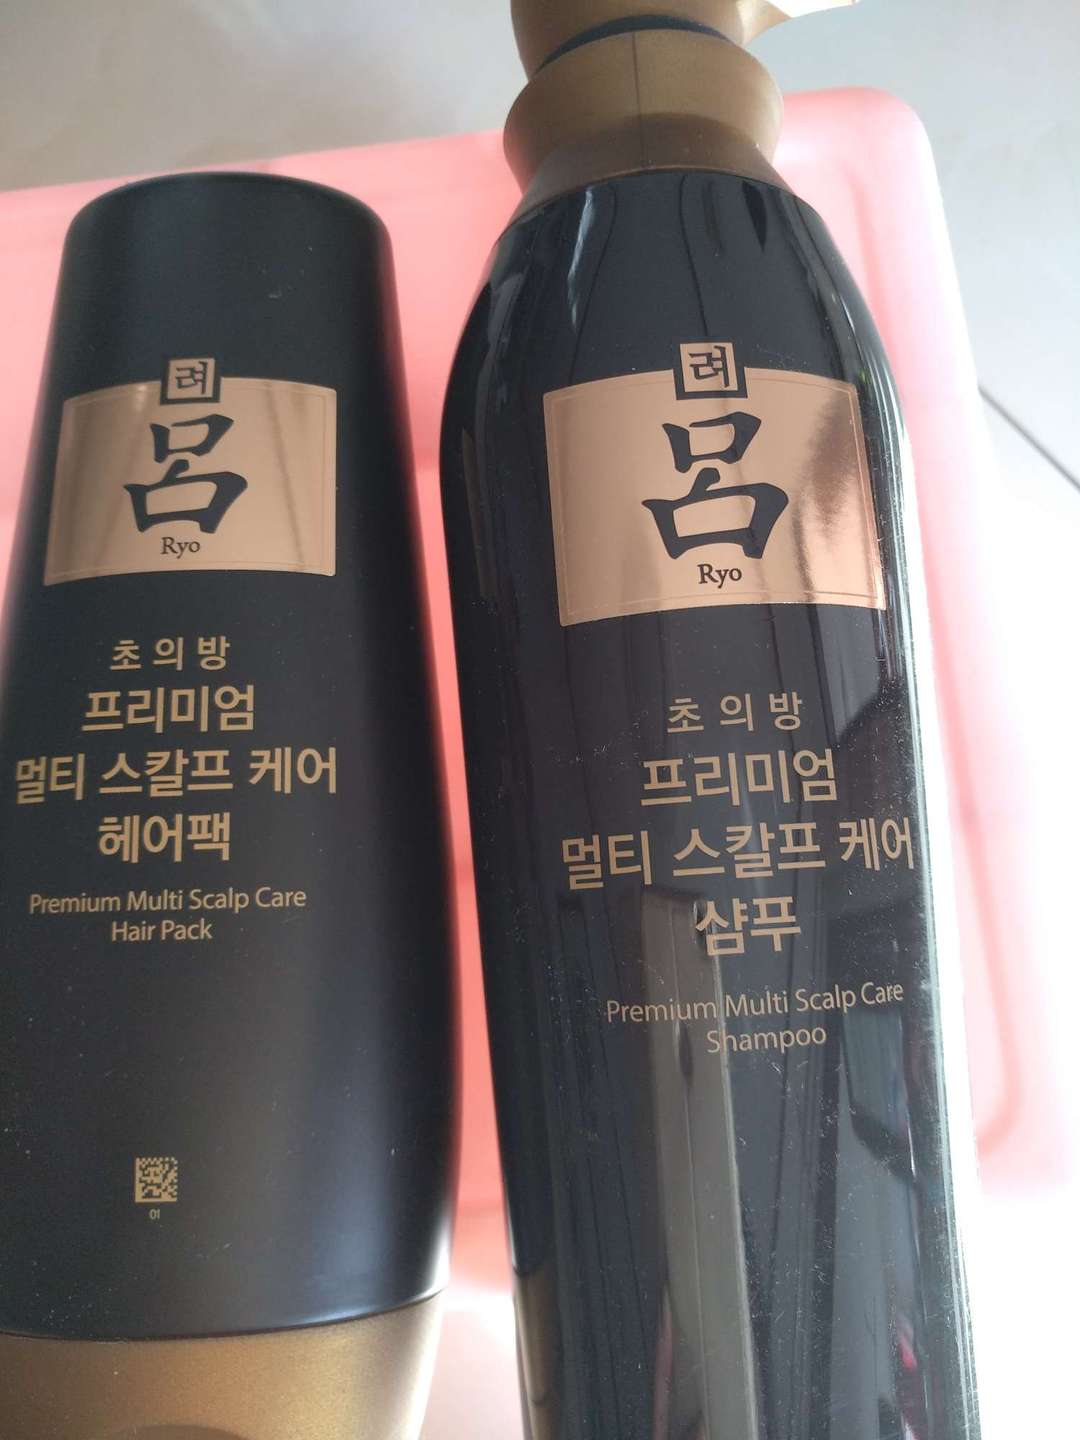 려
呂
Ryo
초의방
프리미엄
멀티 스칼프 케어
헤어팩
Premium Multi Scalp Care
Hair Pack
01
려
呂
Ryo
초의방
프리미엄
멀티 스칼프 케어
샴푸
Premium Multi Scalp Care
Shampoo